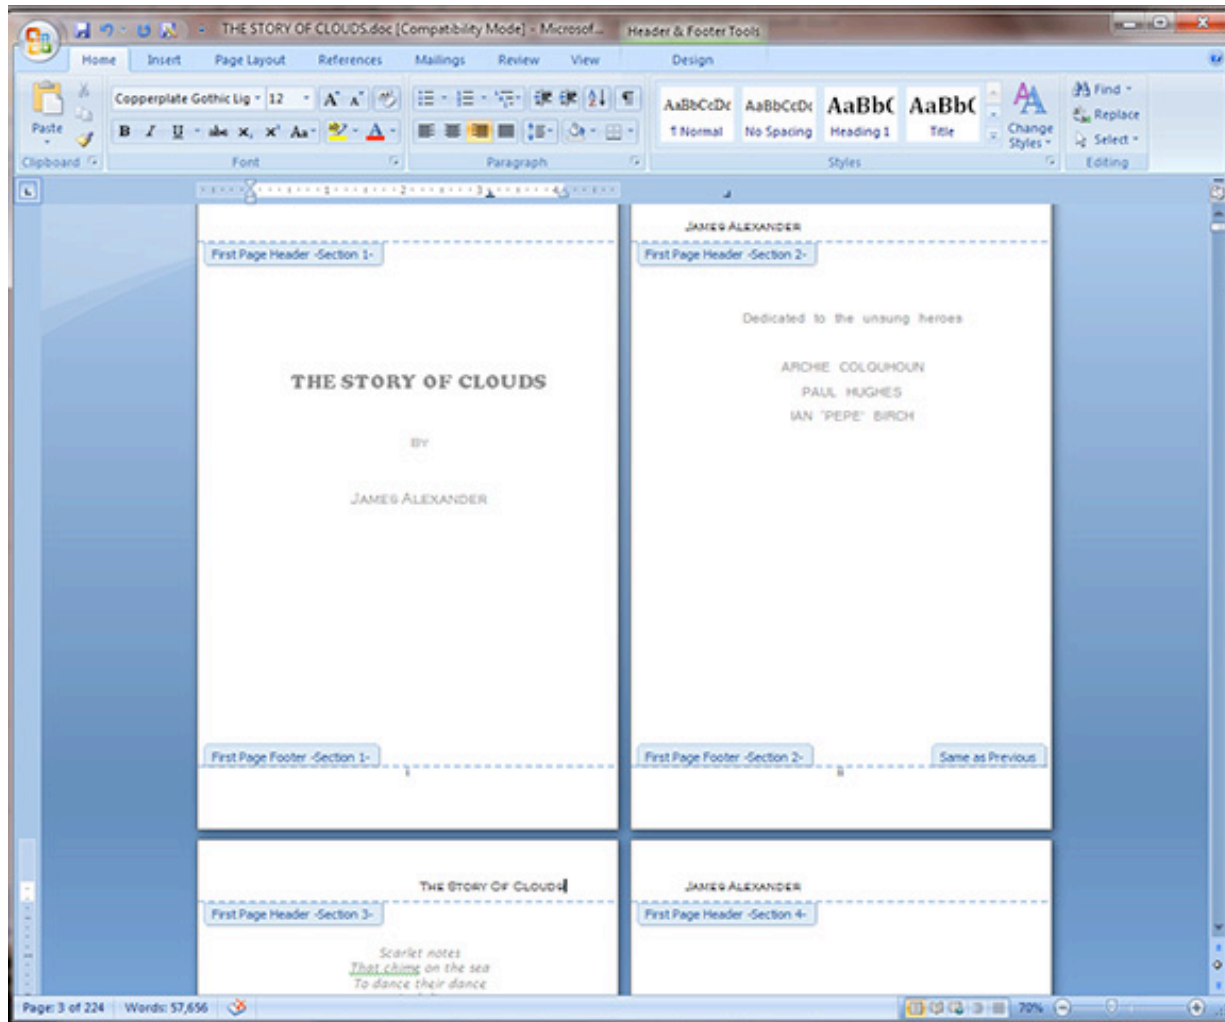 THE STORY OF CLOUDS.doc [Compatibility Mode] - Microsof...
Header & Footer Tools
Home Insert Page Layout References Mailings Review View Design
Paste
Copperplate Gothic Lig 12
B I U abc x, x² Aa A
AaBbCcDc AaBbCcDc AaBbC AaBbC
¶ Normal No Spacing Heading 1 Title
Change Styles
Find
Replace
Select
Clipboard Font Paragraph Styles Editing
First Page Header -Section 1-
THE STORY OF CLOUDS
BY
JAMES ALEXANDER
First Page Footer -Section 1-
i
JAMES ALEXANDER
First Page Header -Section 2-
Dedicated to the unsung heroes
ARCHIE COLQUHOUN
PAUL HUGHES
IAN "PEPE" BIRCH
First Page Footer -Section 2-
Same as Previous
ii
THE STORY OF CLOUDS
First Page Header -Section 3-
Scarlet notes
That chime on the sea
To dance their dance
JAMES ALEXANDER
First Page Header -Section 4-
Page: 3 of 224 Words: 57,656 70%